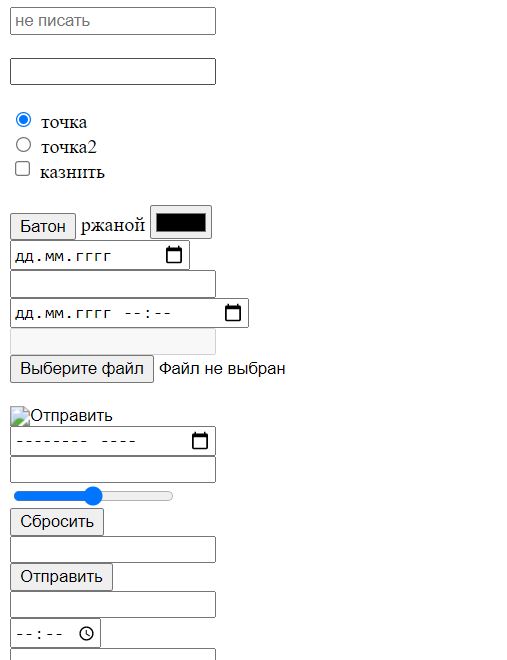 не писать
точка
точка2
казнить
Батон ржаной
дд.мм.гггг
дд.мм.гггг --:--
Выберите файл Файл не выбран
Отправить
-------- ----
Сбросить
Отправить
--:--